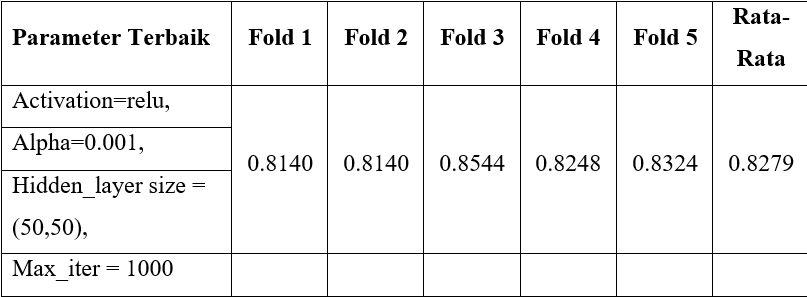 Parameter Terbaik Fold 1 Fold 2 Fold 3 Fold 4 Fold 5 Rata-
Rata
Activation=relu,
Alpha=0.001,
0.8140 0.8140 0.8544 0.8248 0.8324 0.8279
Hidden_layer size =
(50,50),
Max_iter = 1000